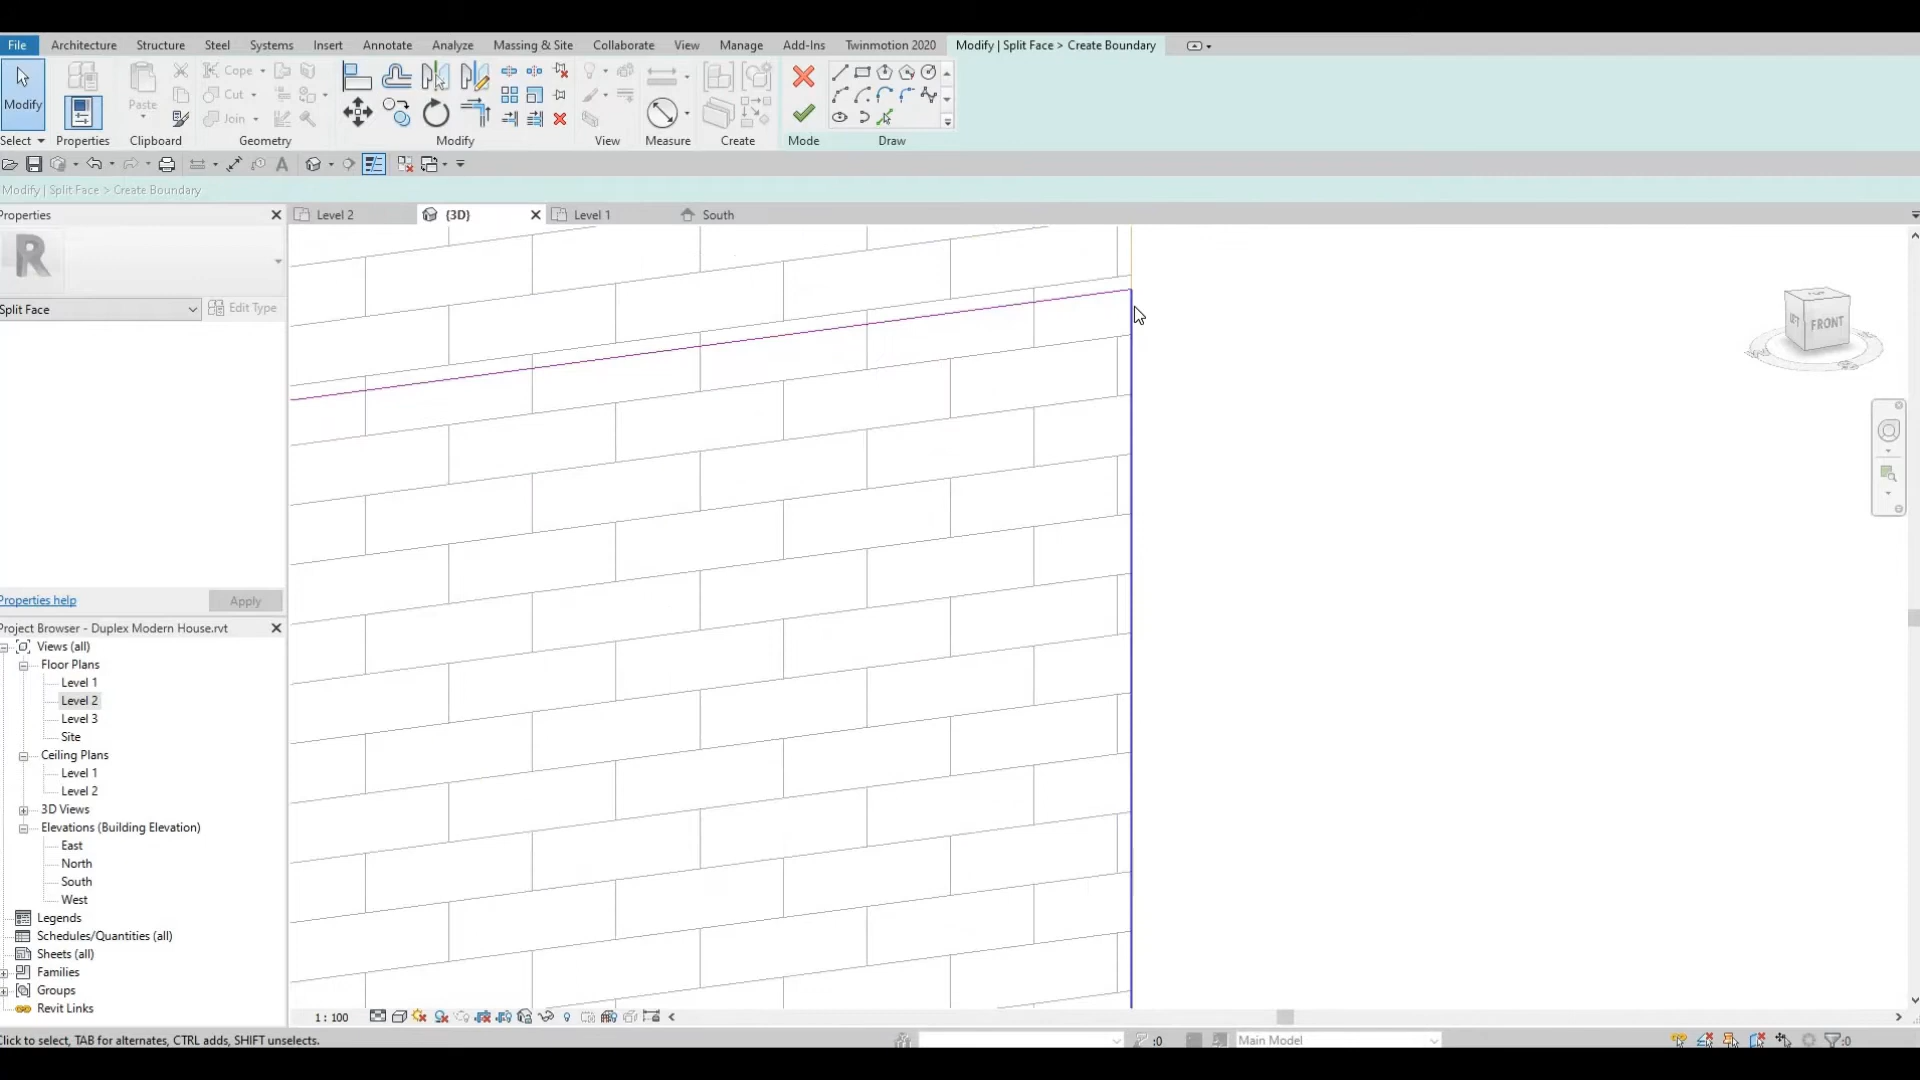 File Architecture Structure Steel Systems Insert Annotate Analyze Massing & Site Collaborate View Manage Add-Ins Twinmotion 2020 Modify | Split Face > Create Boundary
Modify Paste Cope Cut Join
Select Properties Clipboard Geometry Modify View Measure Create Mode Draw
Modify | Split Face > Create Boundary
Properties Level 2 {3D} Level 1 South
Split Face Edit Type
FRONT
Properties help Apply
Project Browser - Duplex Modern House.rvt
Views (all)
Floor Plans
Level 1
Level 2
Level 3
Site
Ceiling Plans
Level 1
Level 2
3D Views
Elevations (Building Elevation)
East
North
South
West
Legends
Schedules/Quantities (all)
Sheets (all)
Families
Groups
Revit Links
1 : 100
Click to select, TAB for alternates, CTRL adds, SHIFT unselects. :0 Main Model :0